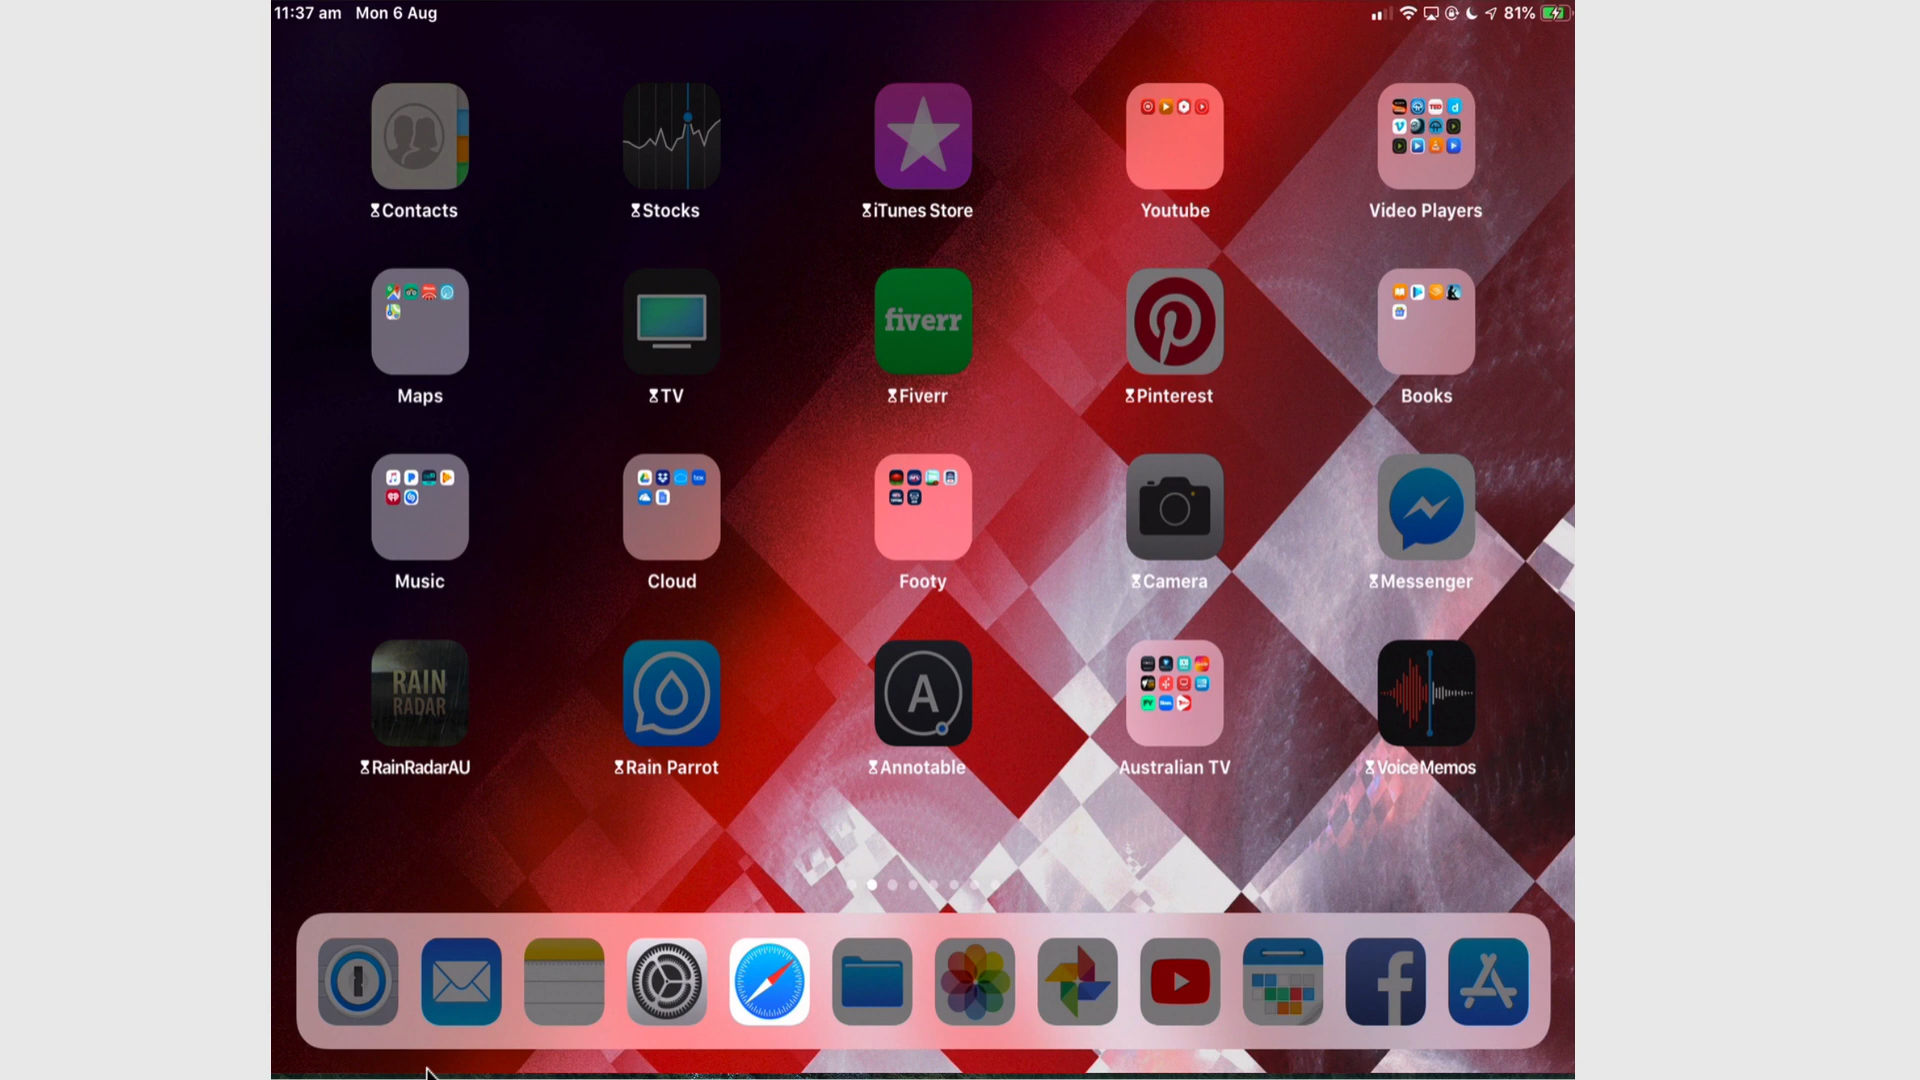 11:37 am Mon 6 Aug
81%
Contacts
Stocks
iTunes Store
Youtube
Video Players
fiverr
Maps
TV
Fiverr
Pinterest
Books
Music
Cloud
Footy
Camera
Messenger
RAIN
RADAR
A
RainRadarAU
Rain Parrot
Annotable
Australian TV
VoiceMemos